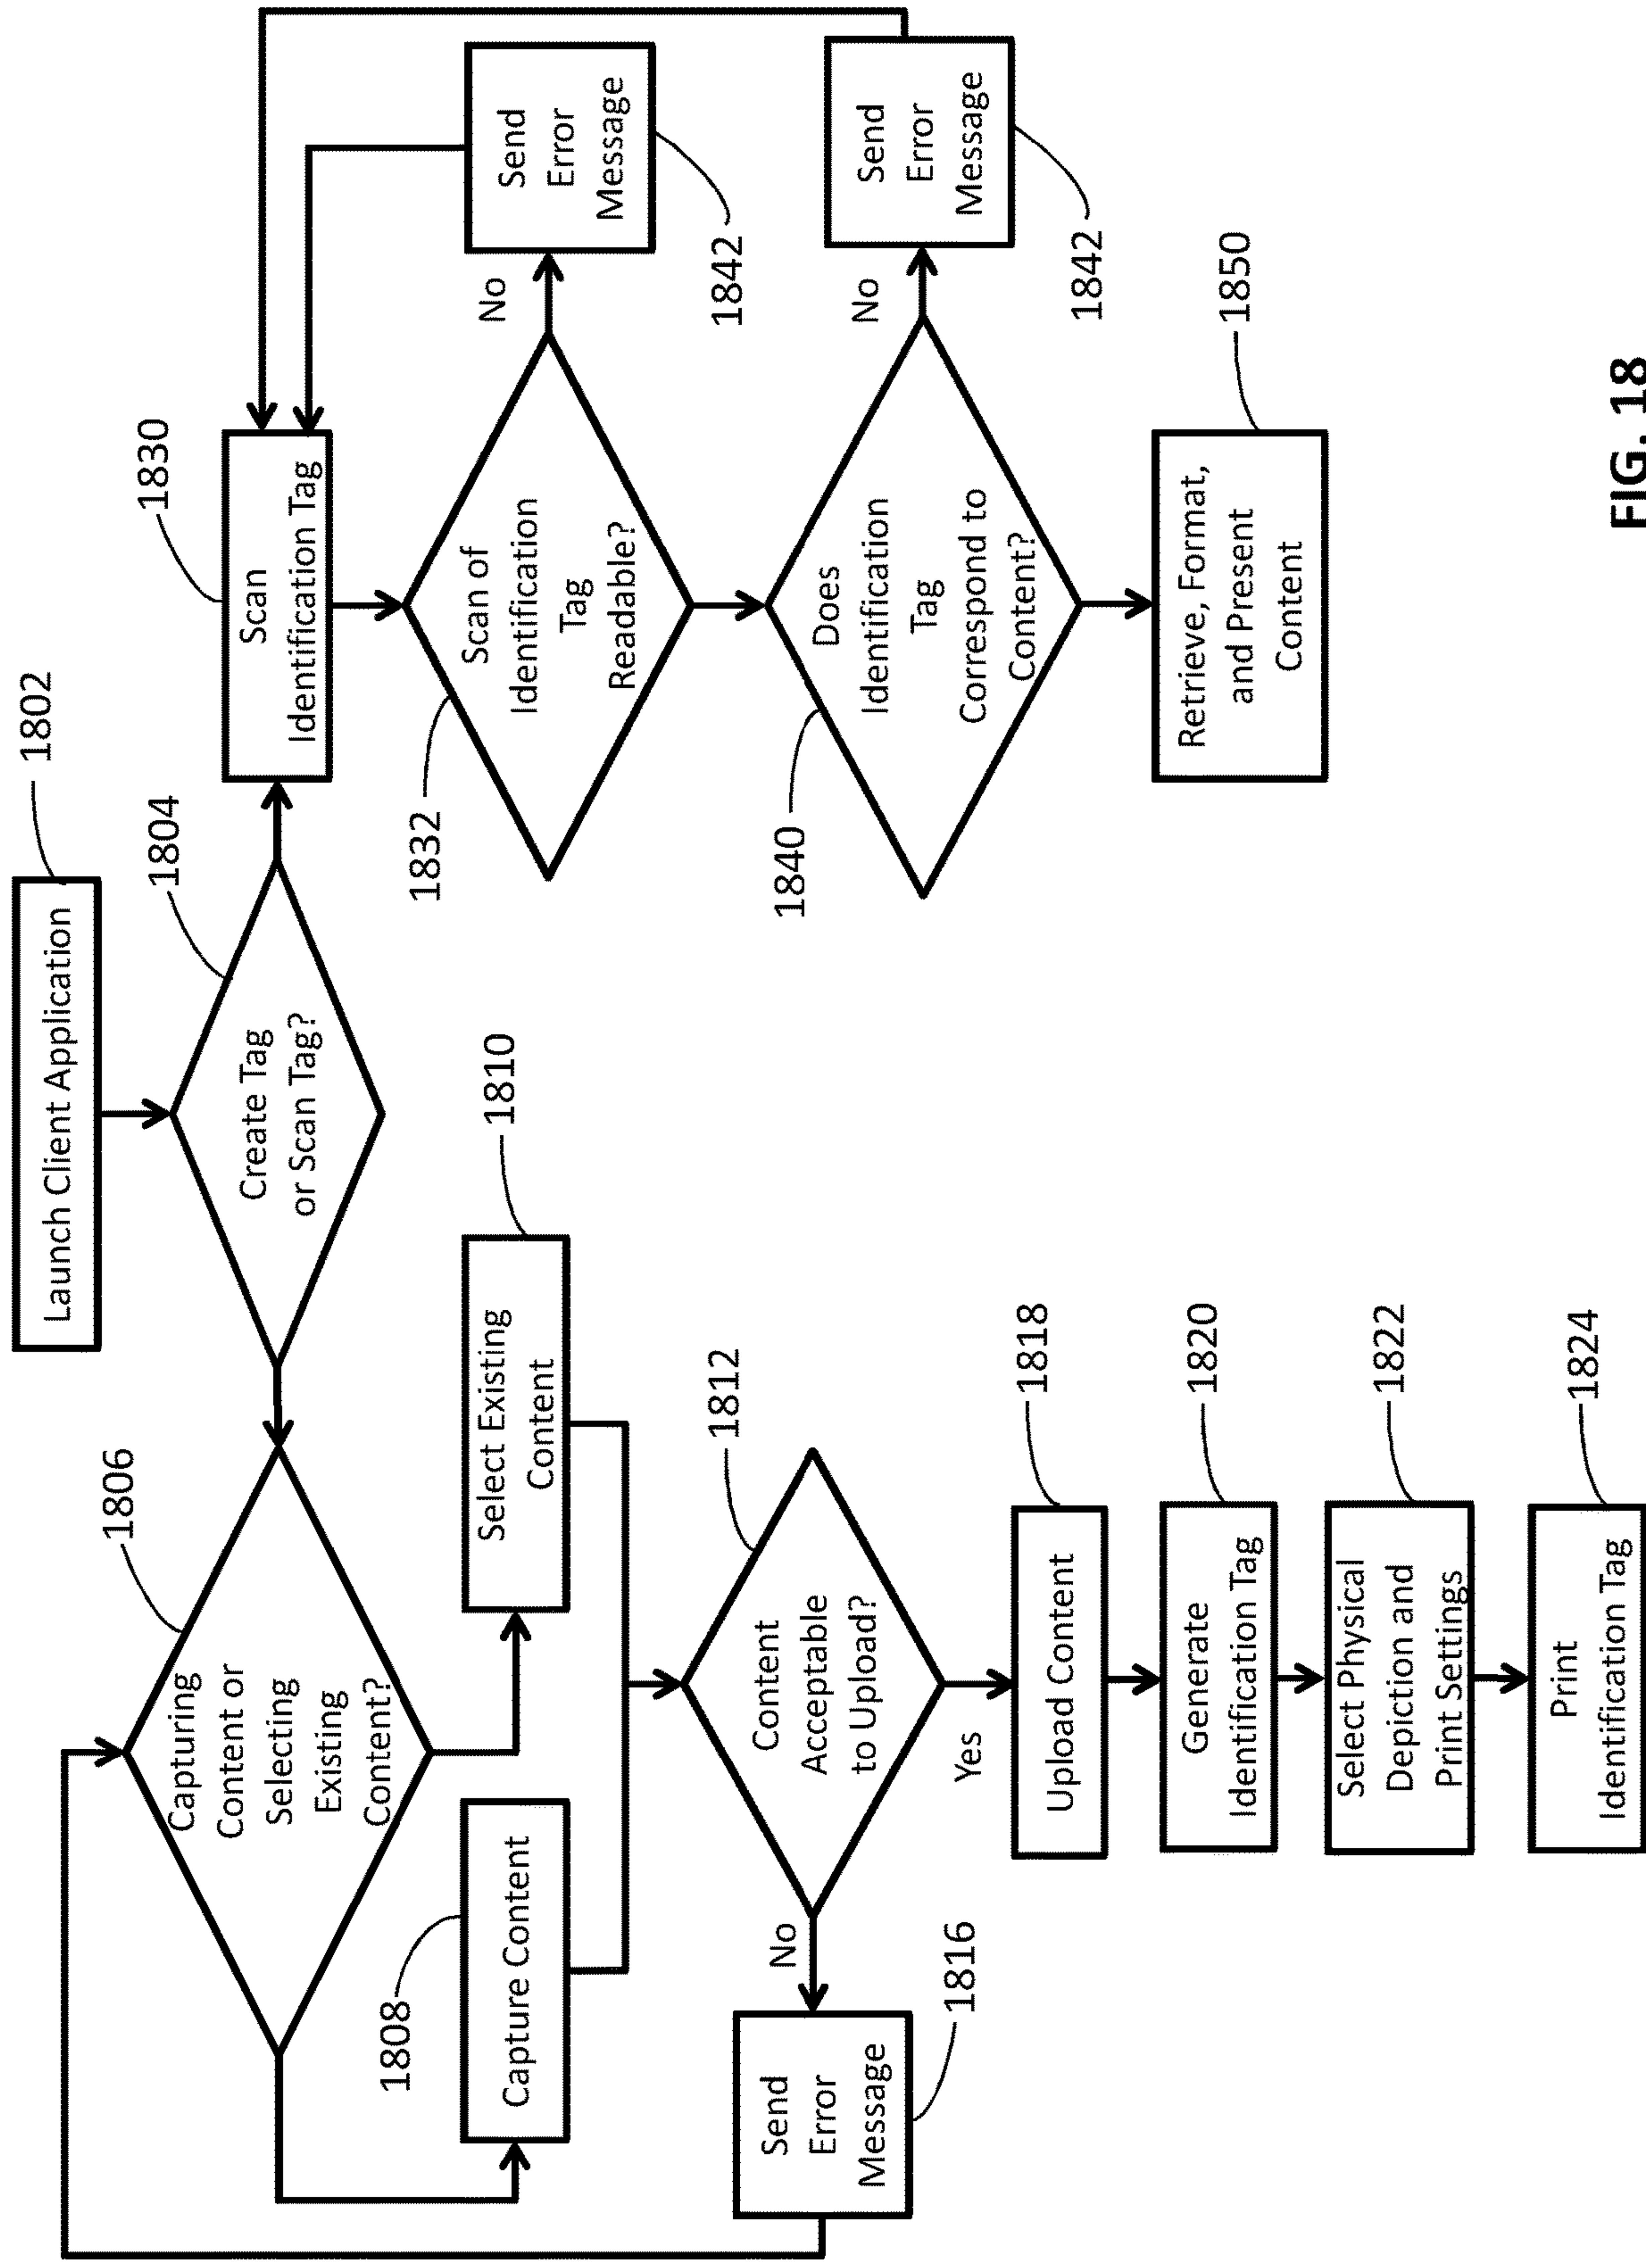 Launch Client Application
1802
Create Tag
or Scan Tag?
1804
Capturing
Content or
Selecting
Existing
Content?
1806
Capture Content
1808
Select Existing
Content
1810
Content
Acceptable
to Upload?
1812
No
Send
Error
Message
1816
Yes
Upload Content
1818
Generate
Identification Tag
1820
Select Physical
Depiction and
Print Settings
1822
Print
Identification Tag
1824
Scan
Identification Tag
1830
Scan of
Identification
Tag
Readable?
1832
No
Send
Error
Message
1842
Does
Identification
Tag
Correspond to
Content?
1840
No
Send
Error
Message
1842
Retrieve, Format,
and Present
Content
1850
FIG. 18